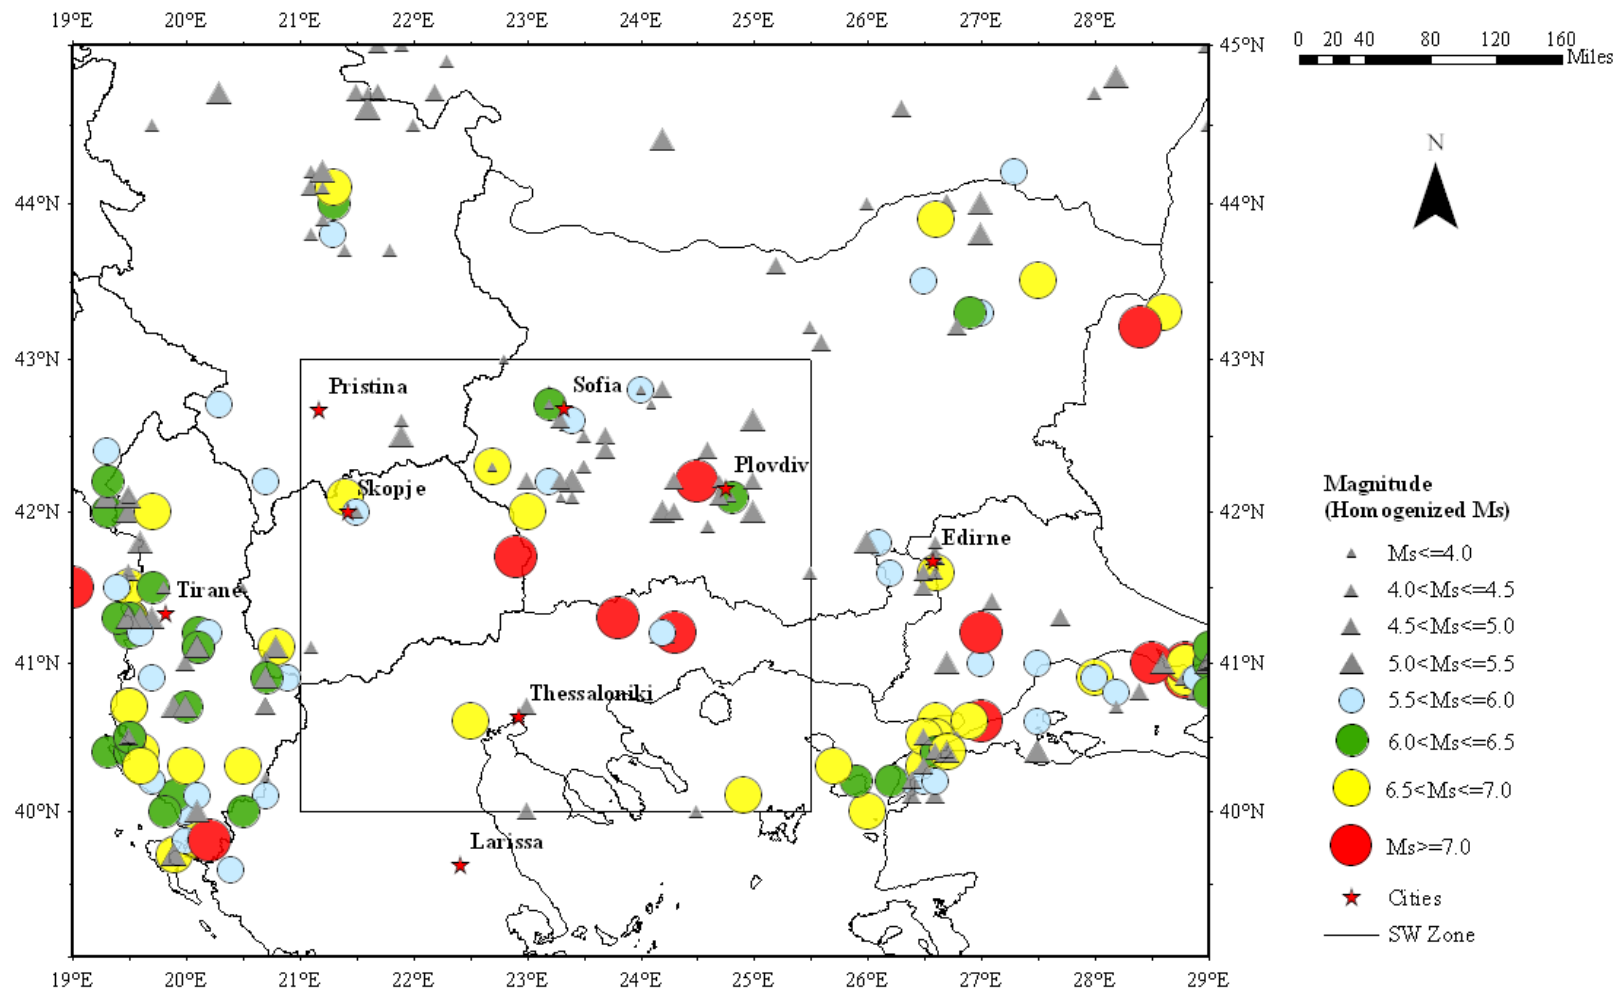 19°E 20°E 21°E 22°E 23°E 24°E 25°E 26°E 27°E 28°E
0 20 40 80 120 160
Miles
45°N
N
44°N 44°N
43°N 43°N
Pristina
Sofia
Plovdiv
Skopje
42°N 42°N
Edirne
Tirane
41°N 41°N
Thessaloniki
40°N 40°N
Larissa
19°E 20°E 21°E 22°E 23°E 24°E 25°E 26°E 27°E 28°E 29°E
Magnitude
(Homogenized Ms)
Ms<=4.0
4.0<Ms<=4.5
4.5<Ms<=5.0
5.0<Ms<=5.5
5.5<Ms<=6.0
6.0<Ms<=6.5
6.5<Ms<=7.0
Ms>=7.0
Cities
SW Zone